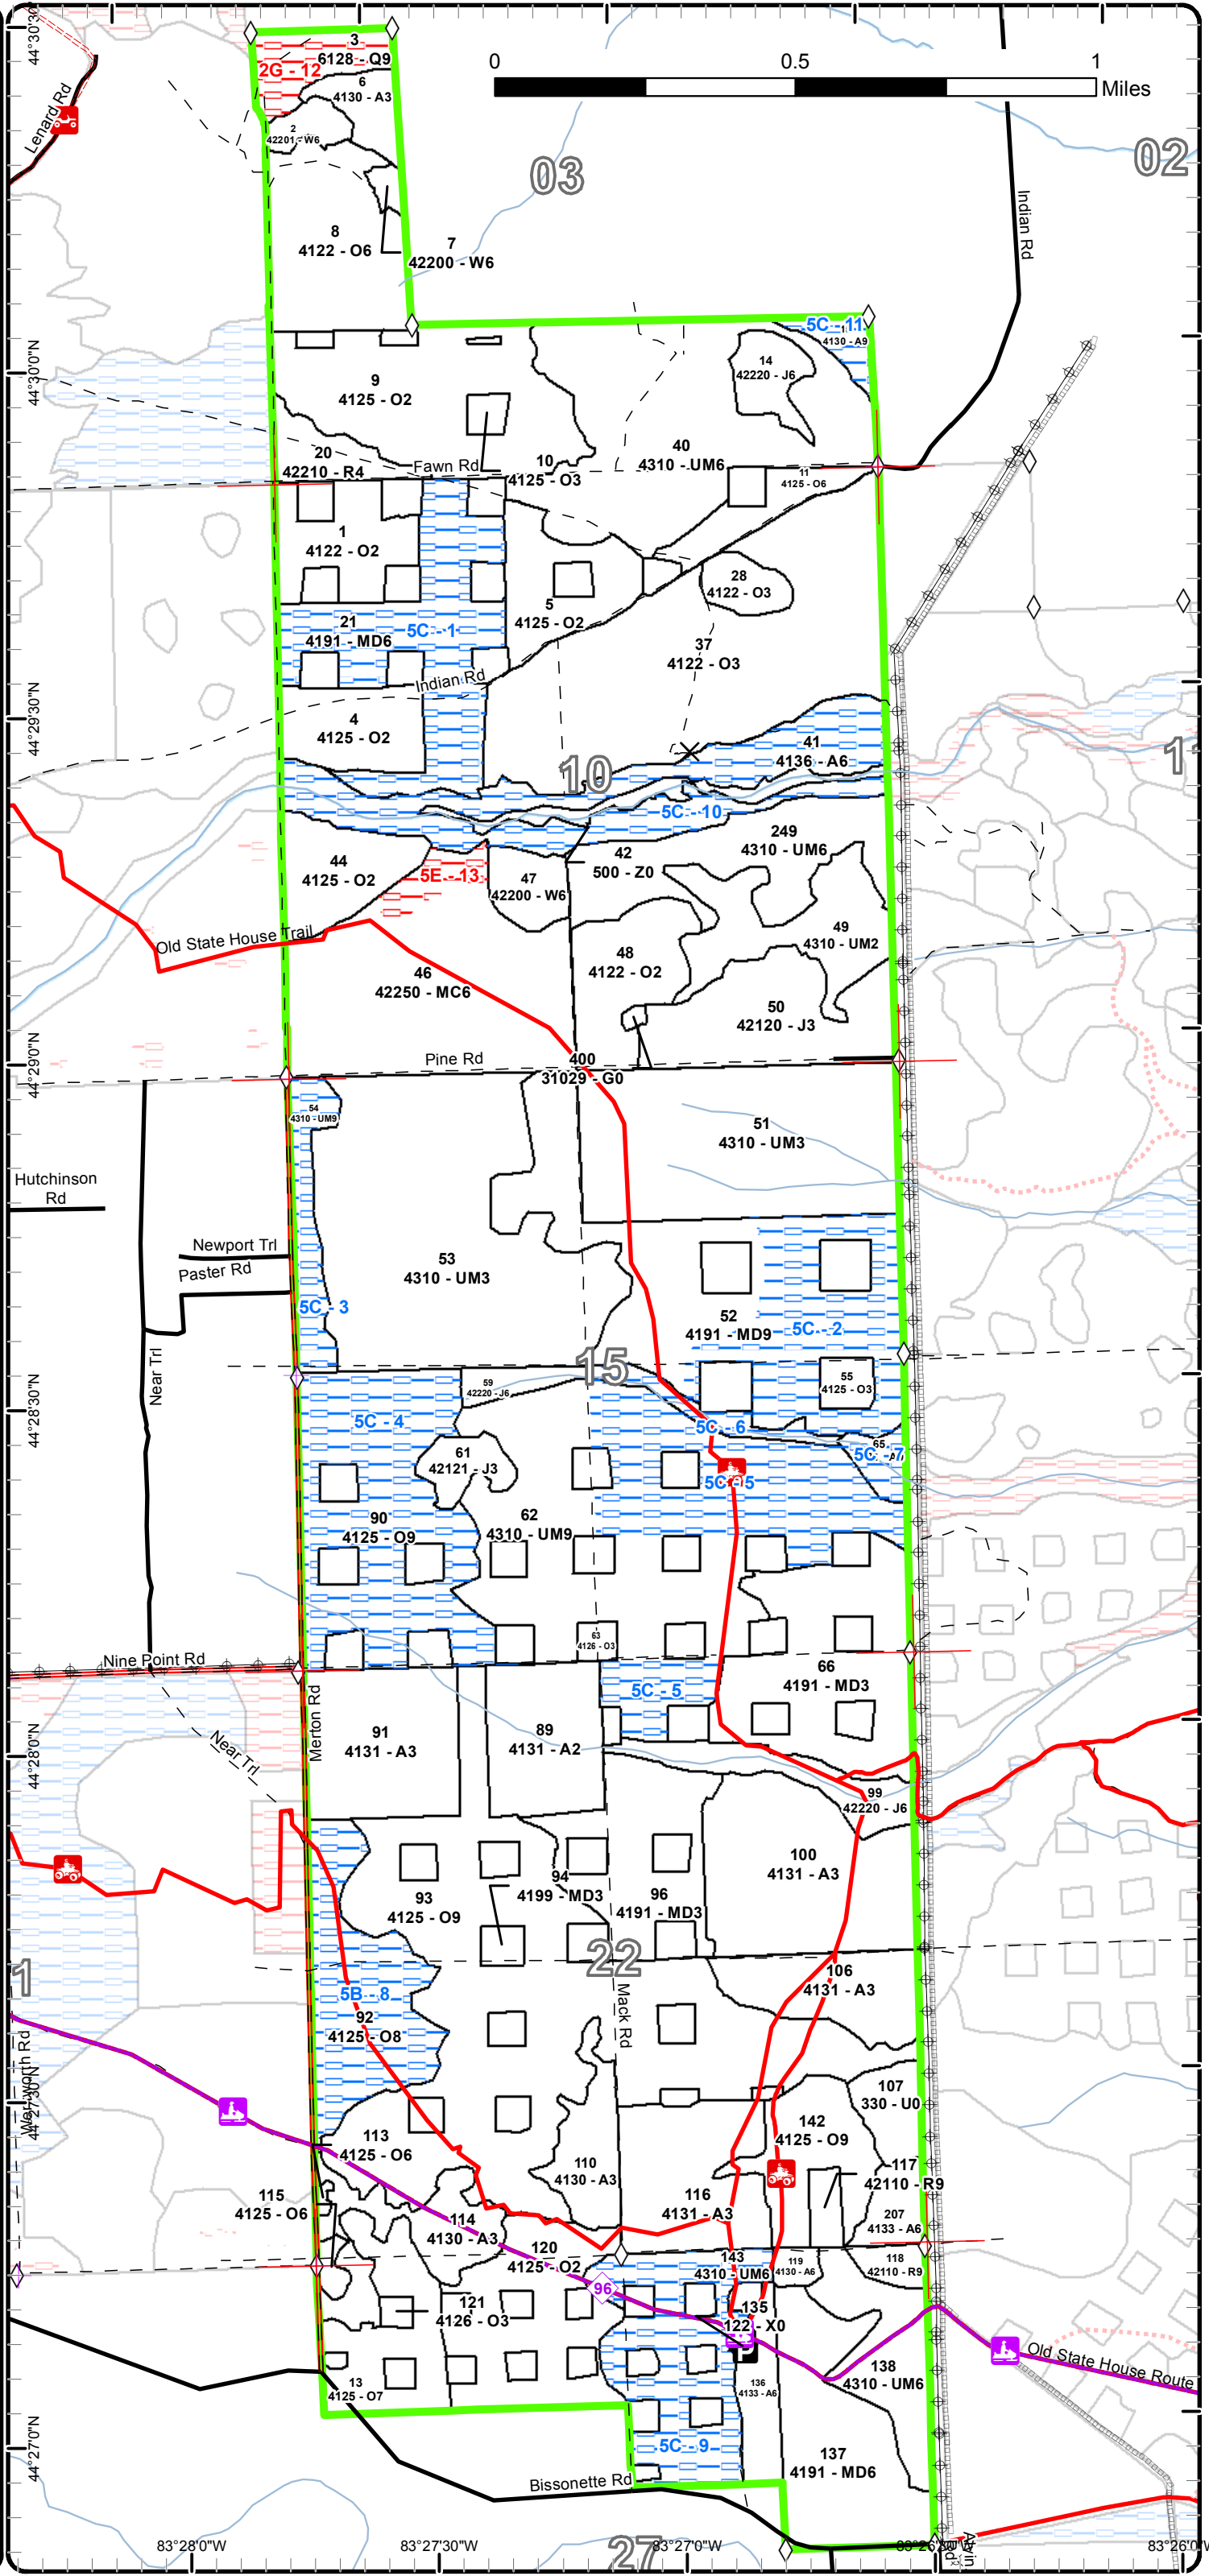 44°30'30"
3
6128 - Q9
2G - 12
6
4130 - A3
2
42201 - W6
0
0.5
1
Miles
Lenard Rd
03
02
Indian Rd
8
4122 - O6
7
42200 - W6
5C - 11
4130 - A9
44°30'0"N
14
42220 - J6
9
4125 - O2
40
4310 - UM6
20
42210 - R4
Fawn Rd
10
4125 - O3
11
4125 - O6
1
4122 - O2
28
4122 - O3
5
4125 - O2
21
4191 - MD6
5C - 1
37
4122 - O3
Indian Rd
44°29'30"N
4
4125 - O2
41
4136 - A6
10
1
5C - 10
249
4310 - UM6
44
4125 - O2
5E - 13
47
42200 - W6
42
500 - Z0
Old State House Trail
49
4310 - UM2
48
4122 - O2
46
42250 - MC6
50
42120 - J3
44°29'0"N
Pine Rd
400
31029 - G0
54
4310 - UM9
51
4310 - UM3
Hutchinson
Rd
Newport Trl
Paster Rd
53
4310 - UM3
5C - 3
52
4191 - MD9
5C - 2
Near Trl
15
59
42220 - J6
55
4125 - O3
44°28'30"N
5C - 4
5C - 6
65
5C - 7
61
42121 - J3
5C - 5
90
4125 - O9
62
4310 - UM9
63
4126 - O3
Nine Point Rd
5C - 5
66
4191 - MD3
Merton Rd
91
4131 - A3
89
4131 - A2
44°28'0"N
Near Trl
99
42220 - J6
100
4131 - A3
94
4199 - MD3
93
4125 - O9
96
4191 - MD3
22
1
106
4131 - A3
5B - 8
92
4125 - O8
Mack Rd
44°27'30"N
107
330 - U0
142
4125 - O9
113
4125 - O6
110
4130 - A3
117
42110 - R9
115
4125 - O6
116
4131 - A3
207
4133 - A6
114
4130 - A3
120
4125 - O2
143
4310 - UM6
119
4130 - A6
118
42110 - R9
96
121
4126 - O3
135
122 - X0
Old State House Route
138
4310 - UM6
13
4125 - O7
136
4133 - A6
44°27'0"N
5C - 9
137
4191 - MD6
Bissonette Rd
83°28'0"W
83°27'30"W
83°27'0"W
83°26'0"W
27